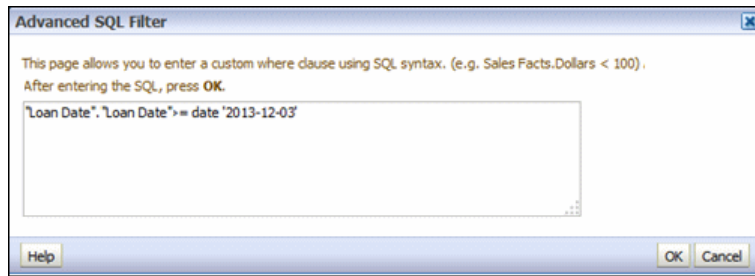 Advanced SQL Filter
This page allows you to enter a custom where clause using SQL syntax. (e.g. Sales Facts.Dollars < 100) .
After entering the SQL, press OK.
"Loan Date". "Loan Date">= date '2013-12-03'
Help OK Cancel